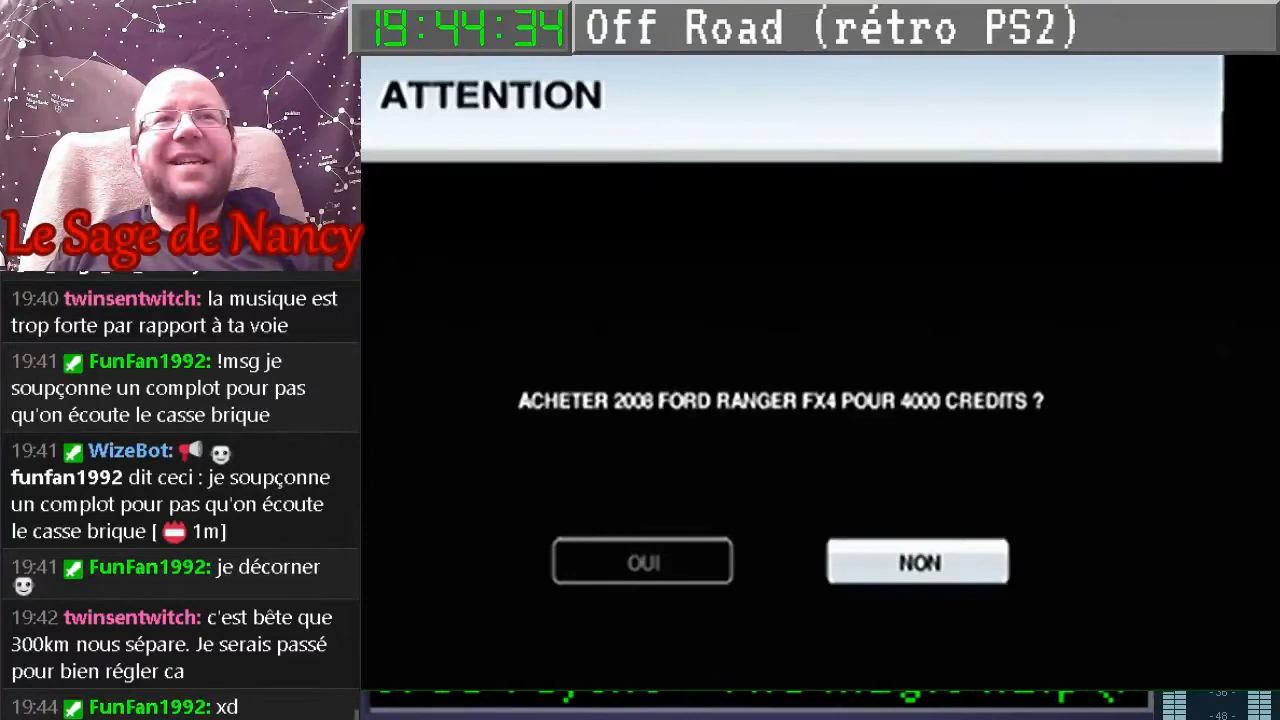 19:44:34
Off Road (rétro PS2)
ATTENTION
Le Sage de Nancy
19:40 twinsentwitch: la musique est
trop forte par rapport à ta voie
19:41 FunFan1992: !msg je
soupçonne un complot pour pas
qu'on écoute le casse brique
19:41 WizeBot:
funfan1992 dit ceci : je soupçonne
un complot pour pas qu'on écoute
le casse brique [ 1m]
19:41 FunFan1992: je décorner
19:42 twinsentwitch: c'est bête que
300km nous sépare. Je serais passé
pour bien régler ca
19:44 FunFan1992: xd
ACHETER 2008 FORD RANGER FX4 POUR 4000 CREDITS ?
OUI
NON
-48-